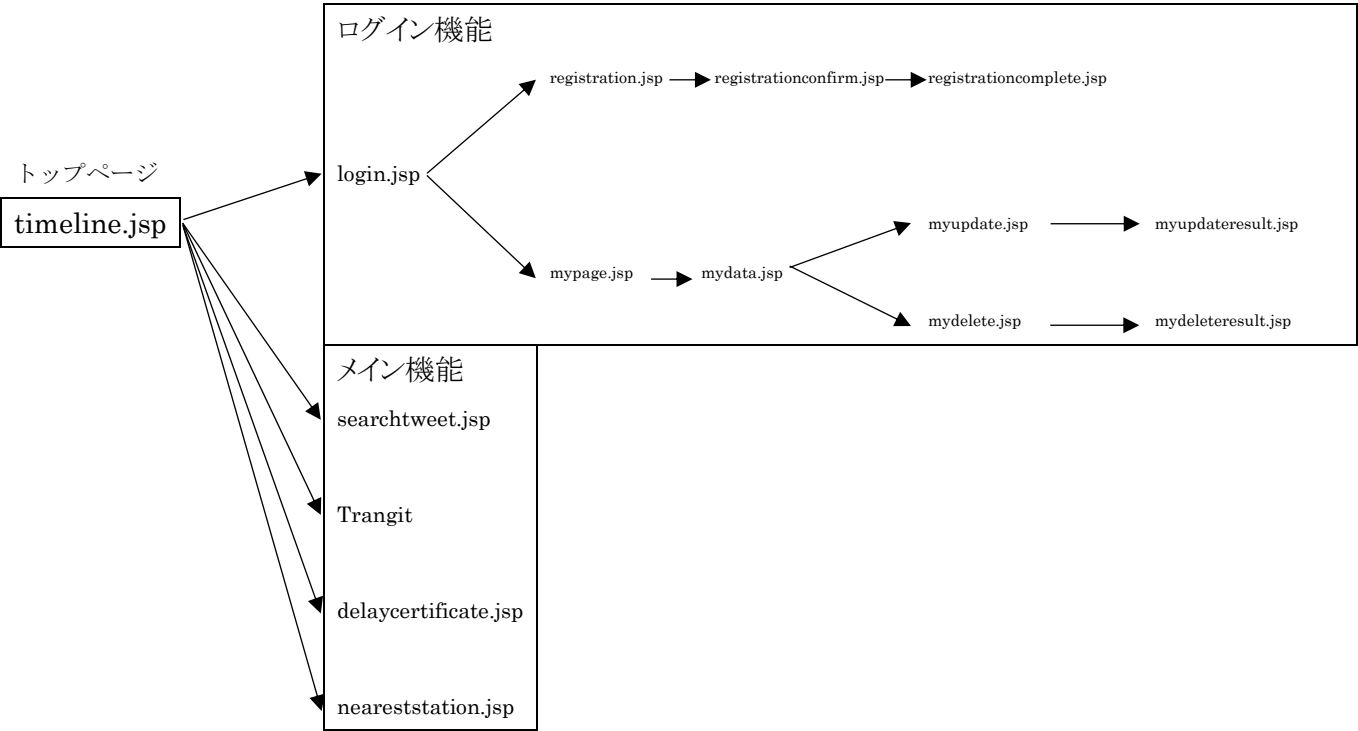 ログイン機能
registration.jsp
registrationconfirm.jsp
registrationcomplete.jsp
トップページ
timeline.jsp
login.jsp
mypage.jsp
mydata.jsp
myupdate.jsp
myupdateresult.jsp
mydelete.jsp
mydeleteresult.jsp
メイン機能
searchtweet.jsp
Trangit
delaycertificate.jsp
neareststation.jsp